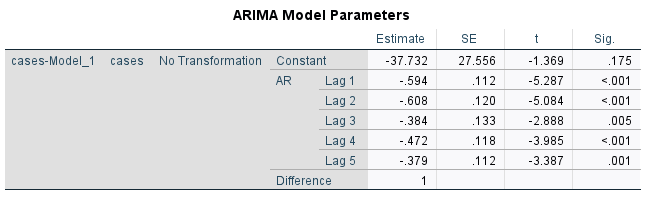 ARIMA Model Parameters
Estimate SE t Sig.
cases-Model_1 cases No Transformation Constant -37.732 27.556 -1.369 .175
AR Lag 1 -.594 .112 -5.287 <.001
Lag 2 -.608 .120 -5.084 <.001
Lag 3 -.384 .133 -2.888 .005
Lag 4 -.472 .118 -3.985 <.001
Lag 5 -.379 .112 -3.387 .001
Difference 1